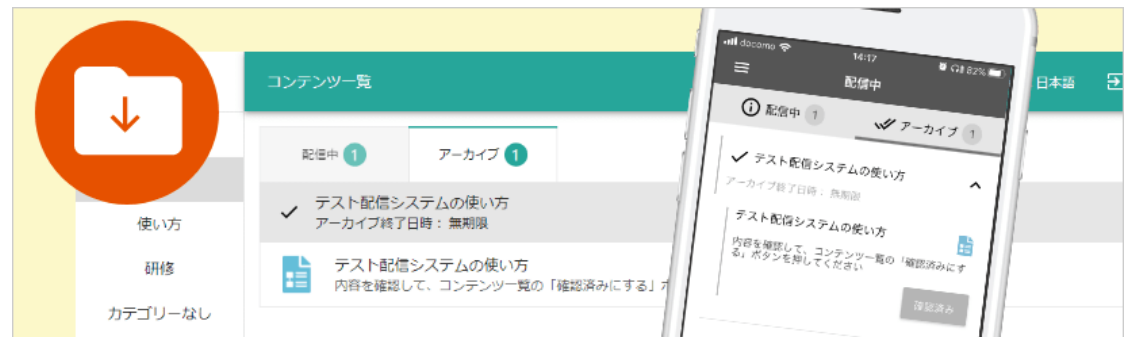 コンテンツ一覧
日本語
配信中 1
アーカイブ 1
テスト配信システムの使い方
アーカイブ終了日時： 無期限
テスト配信システムの使い方
内容を確認して、コンテンツ一覧の「確認済みにする」ボ
使い方
研修
カテゴリーなし
docomo
14:17
82%
配信中
配信中 1
アーカイブ 1
テスト配信システムの使い方
アーカイブ終了日時： 無期限
テスト配信システムの使い方
内容を確認して、コンテンツ一覧の「確認済みにす
る」ボタンを押してください
確認済み